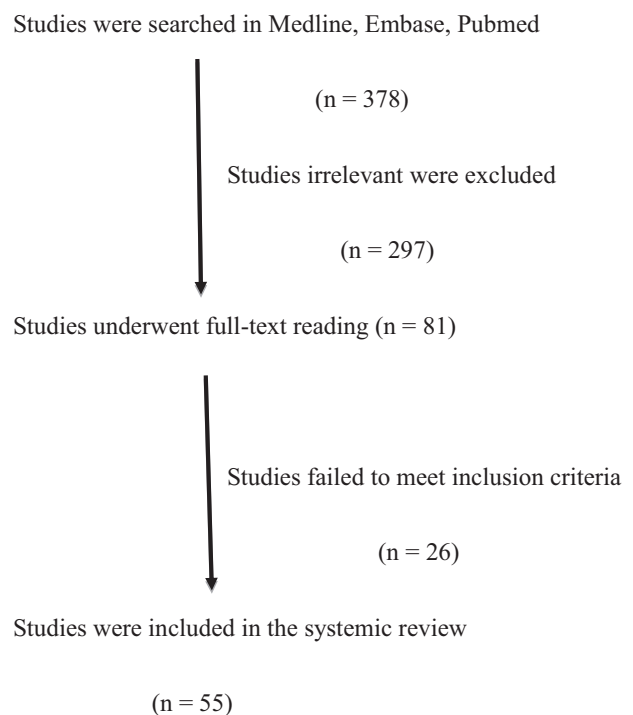 Studies were searched in Medline, Embase, Pubmed
(n = 378)
Studies irrelevant were excluded
(n = 297)
Studies underwent full-text reading (n = 81)
Studies failed to meet inclusion criteria
(n = 26)
Studies were included in the systemic review
(n = 55)